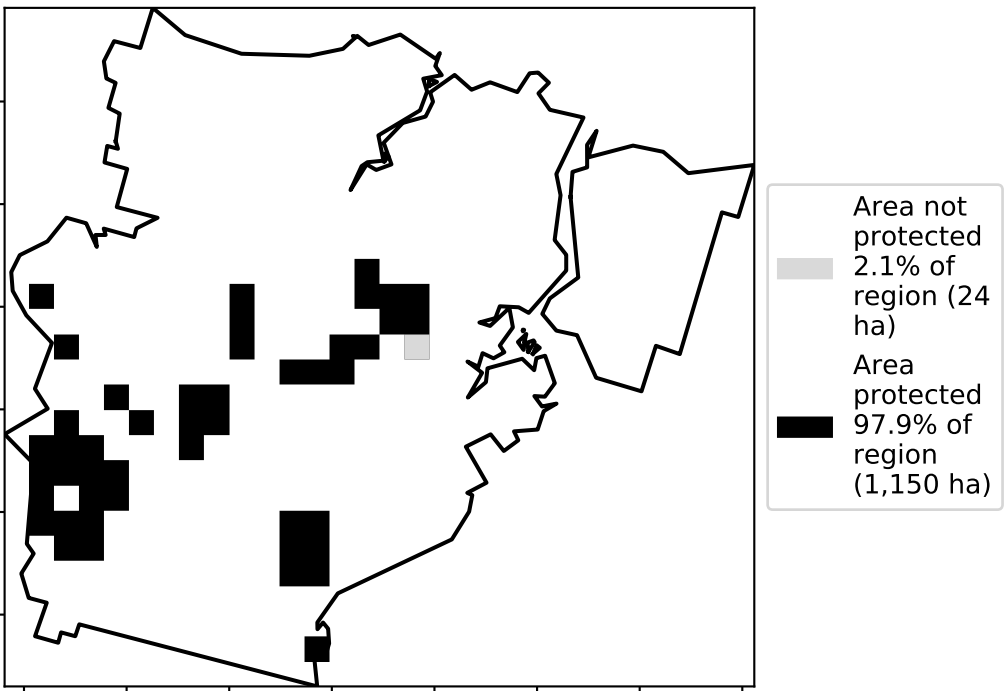 Area not
protected
2.1% of
region (24
ha)
Area
protected
97.9% of
region
(1,150 ha)